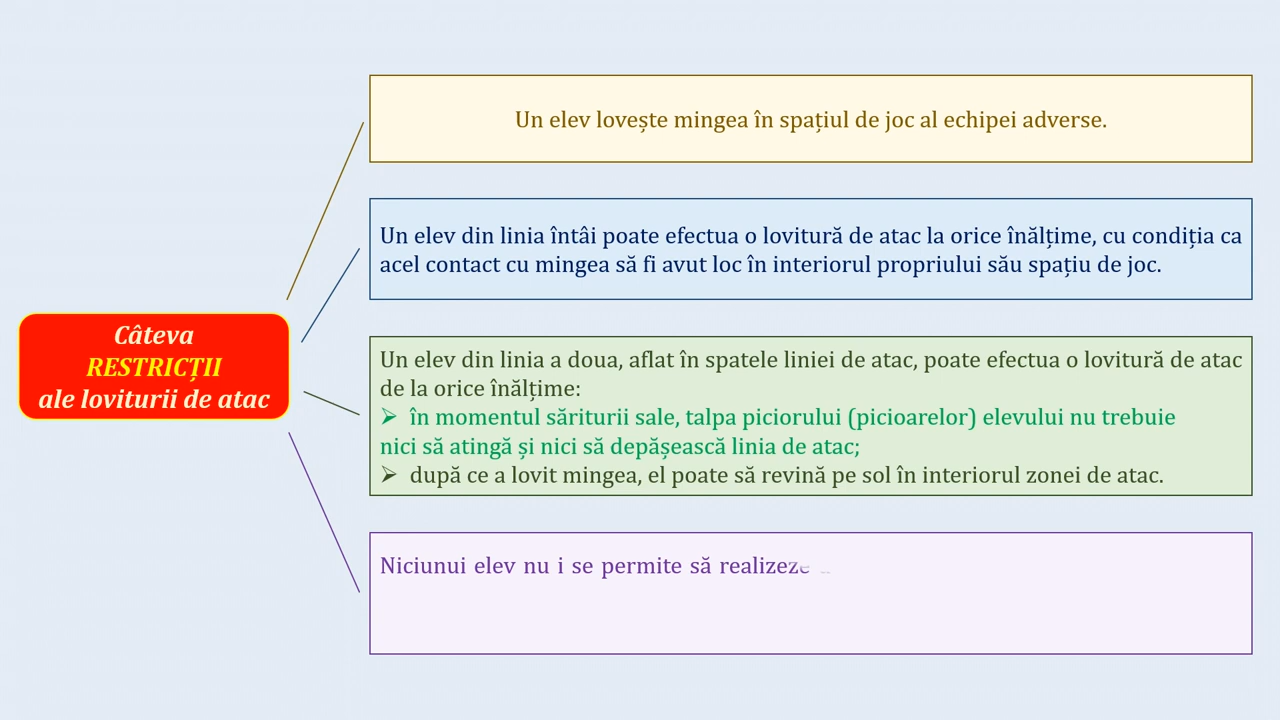 Un elev lovește mingea în spațiul de joc al echipei adverse.
Un elev din linia întâi poate efectua o lovitură de atac la orice înălțime, cu condiția ca
acel contact cu mingea să fi avut loc în interiorul propriului său spațiu de joc.
Câteva
RESTRICȚII
ale loviturii de atac
Un elev din linia a doua, aflat în spatele liniei de atac, poate efectua o lovitură de atac
de la orice înălțime:
➢ în momentul săriturii sale, talpa piciorului (picioarelor) elevului nu trebuie
nici să atingă și nici să depășească linia de atac;
➢ după ce a lovit mingea, el poate să revină pe sol în interiorul zonei de atac.
Niciunui elev nu i se permite să realizeze